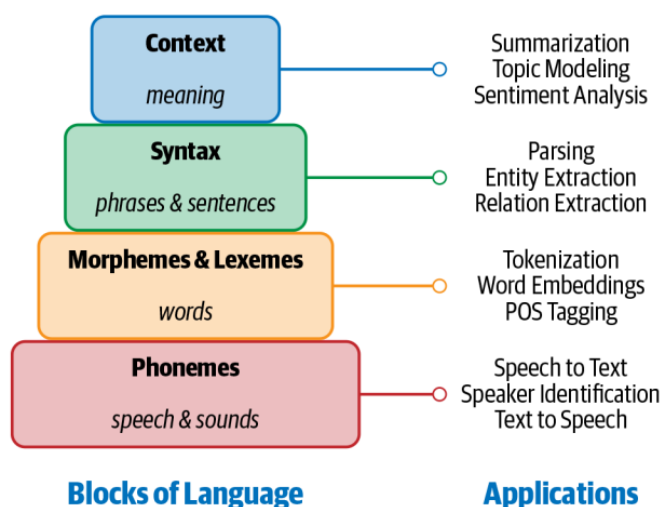 Context
meaning
Summarization
Topic Modeling
Sentiment Analysis
Syntax
phrases & sentences
Parsing
Entity Extraction
Relation Extraction
Morphemes & Lexemes
words
Tokenization
Word Embeddings
POS Tagging
Phonemes
speech & sounds
Speech to Text
Speaker Identification
Text to Speech
Blocks of Language
Applications